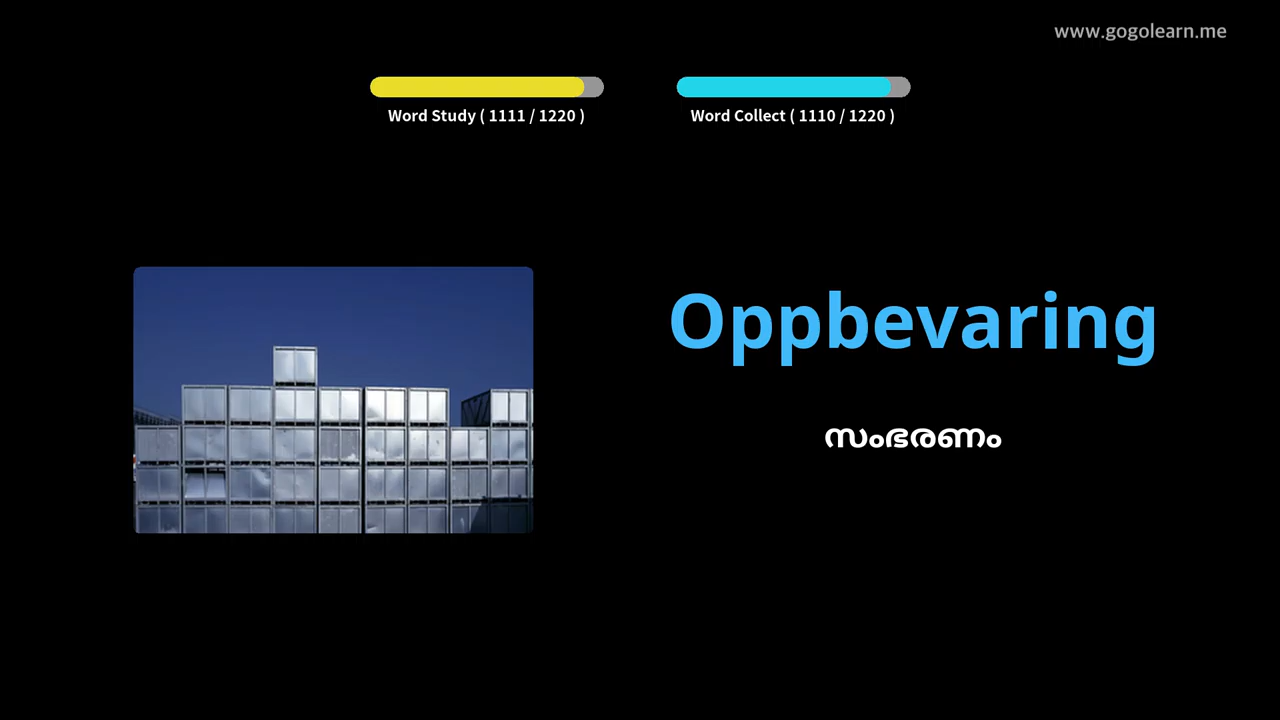 www.gogolearn.me
Word Study ( 1111 / 1220 )
Word Collect ( 1110 / 1220 )
Oppbevaring
സംഭരണം